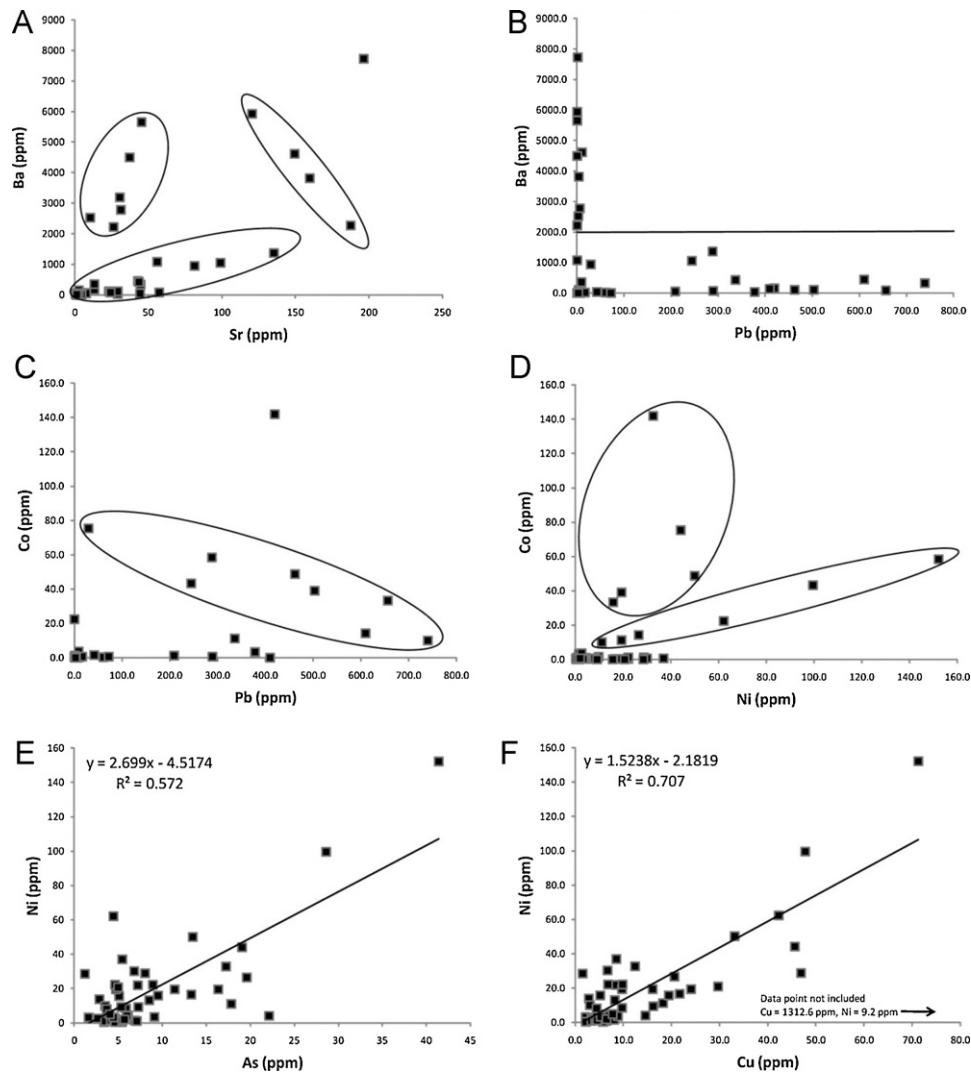 A
9000
8000
7000
6000
5000
4000
3000
2000
1000
0
Ba (ppm)
0 50 100 150 200 250
Sr (ppm)
B
9000.0
8000.0
7000.0
6000.0
5000.0
4000.0
3000.0
2000.0
1000.0
0.0
Ba (ppm)
0.0 100.0 200.0 300.0 400.0 500.0 600.0 700.0 800.0
Pb (ppm)
C
160.0
140.0
120.0
100.0
80.0
60.0
40.0
20.0
0.0
Co (ppm)
0.0 100.0 200.0 300.0 400.0 500.0 600.0 700.0 800.0
Pb (ppm)
D
160.0
140.0
120.0
100.0
80.0
60.0
40.0
20.0
0.0
Co (ppm)
0.0 20.0 40.0 60.0 80.0 100.0 120.0 140.0 160.0
Ni (ppm)
E
160
140
120
100
80
60
40
20
0
Ni (ppm)
y = 2.699x - 4.5174
R² = 0.572
0 5 10 15 20 25 30 35 40 45
As (ppm)
F
160.0
140.0
120.0
100.0
80.0
60.0
40.0
20.0
0.0
Ni (ppm)
y = 1.5238x - 2.1819
R² = 0.707
Data point not included
Cu = 1312.6 ppm, Ni = 9.2 ppm
0.0 10.0 20.0 30.0 40.0 50.0 60.0 70.0 80.0
Cu (ppm)